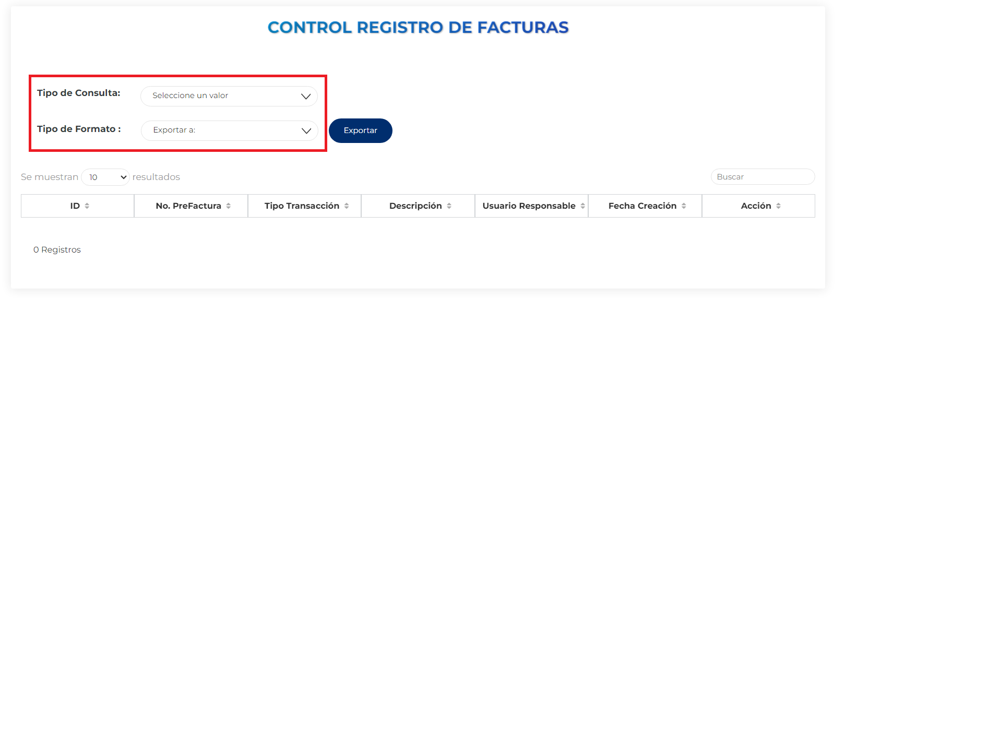 CONTROL REGISTRO DE FACTURAS
Tipo de Consulta: Seleccione un valor
Tipo de Formato : Exportar a: Exportar
Se muestran 10 resultados Buscar
ID No. PreFactura Tipo Transacción Descripción Usuario Responsable Fecha Creación Acción
0 Registros